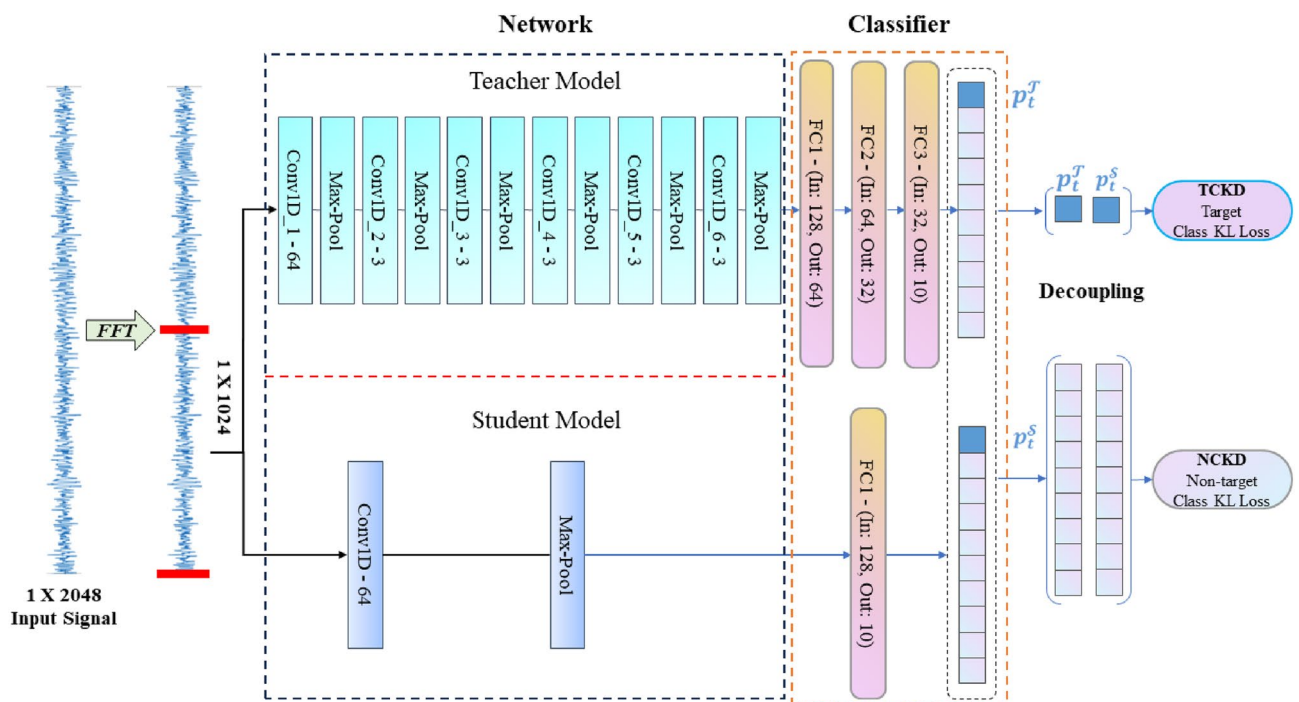 Network
Classifier
Teacher Model
Conv1D_1 - 64
Max-Pool
Conv1D_2 - 3
Max-Pool
Conv1D_3 - 3
Max-Pool
Conv1D_4 - 3
Max-Pool
Conv1D_5 - 3
Max-Pool
Conv1D_6 - 3
Max-Pool
FC1 - (In: 128, Out: 64)
FC2 - (In: 64, Out: 32)
FC3 - (In: 32, Out: 10)
p_t^𝒯
p_t^𝒯 p_t^𝒮
TCKD
Target
Class KL Loss
FFT
1 X 1024
Decoupling
Student Model
Conv1D - 64
Max-Pool
FC1 - (In: 128, Out: 10)
p_t^𝒮
NCKD
Non-target
Class KL Loss
1 X 2048
Input Signal